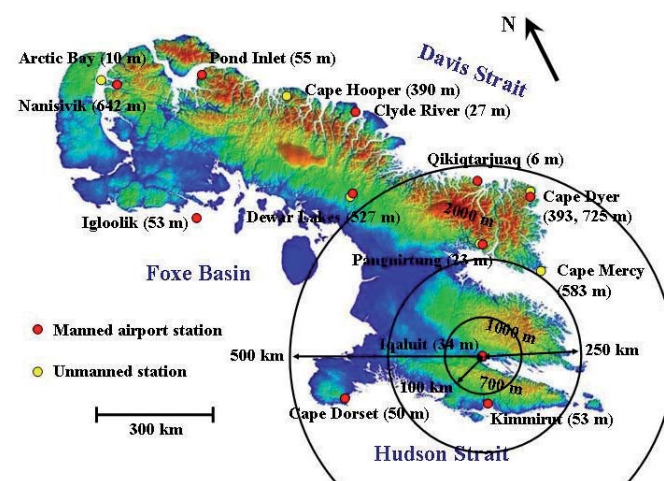 N
Davis Strait
Arctic Bay (10 m)
Pond Inlet (55 m)
Nanisivik (642 m)
Cape Hooper (390 m)
Clyde River (27 m)
Qikiqtarjuaq (6 m)
Cape Dyer
(393, 725 m)
2000 m
Igloolik (53 m)
Dewar Lakes (527 m)
Foxe Basin
Pangnirtung (23 m)
Cape Mercy
(583 m)
Manned airport station
Unmanned station
1000 m
Iqaluit (34 m)
500 km
250 km
100 km
700 m
300 km
Cape Dorset (50 m)
Kimmirut (53 m)
Hudson Strait